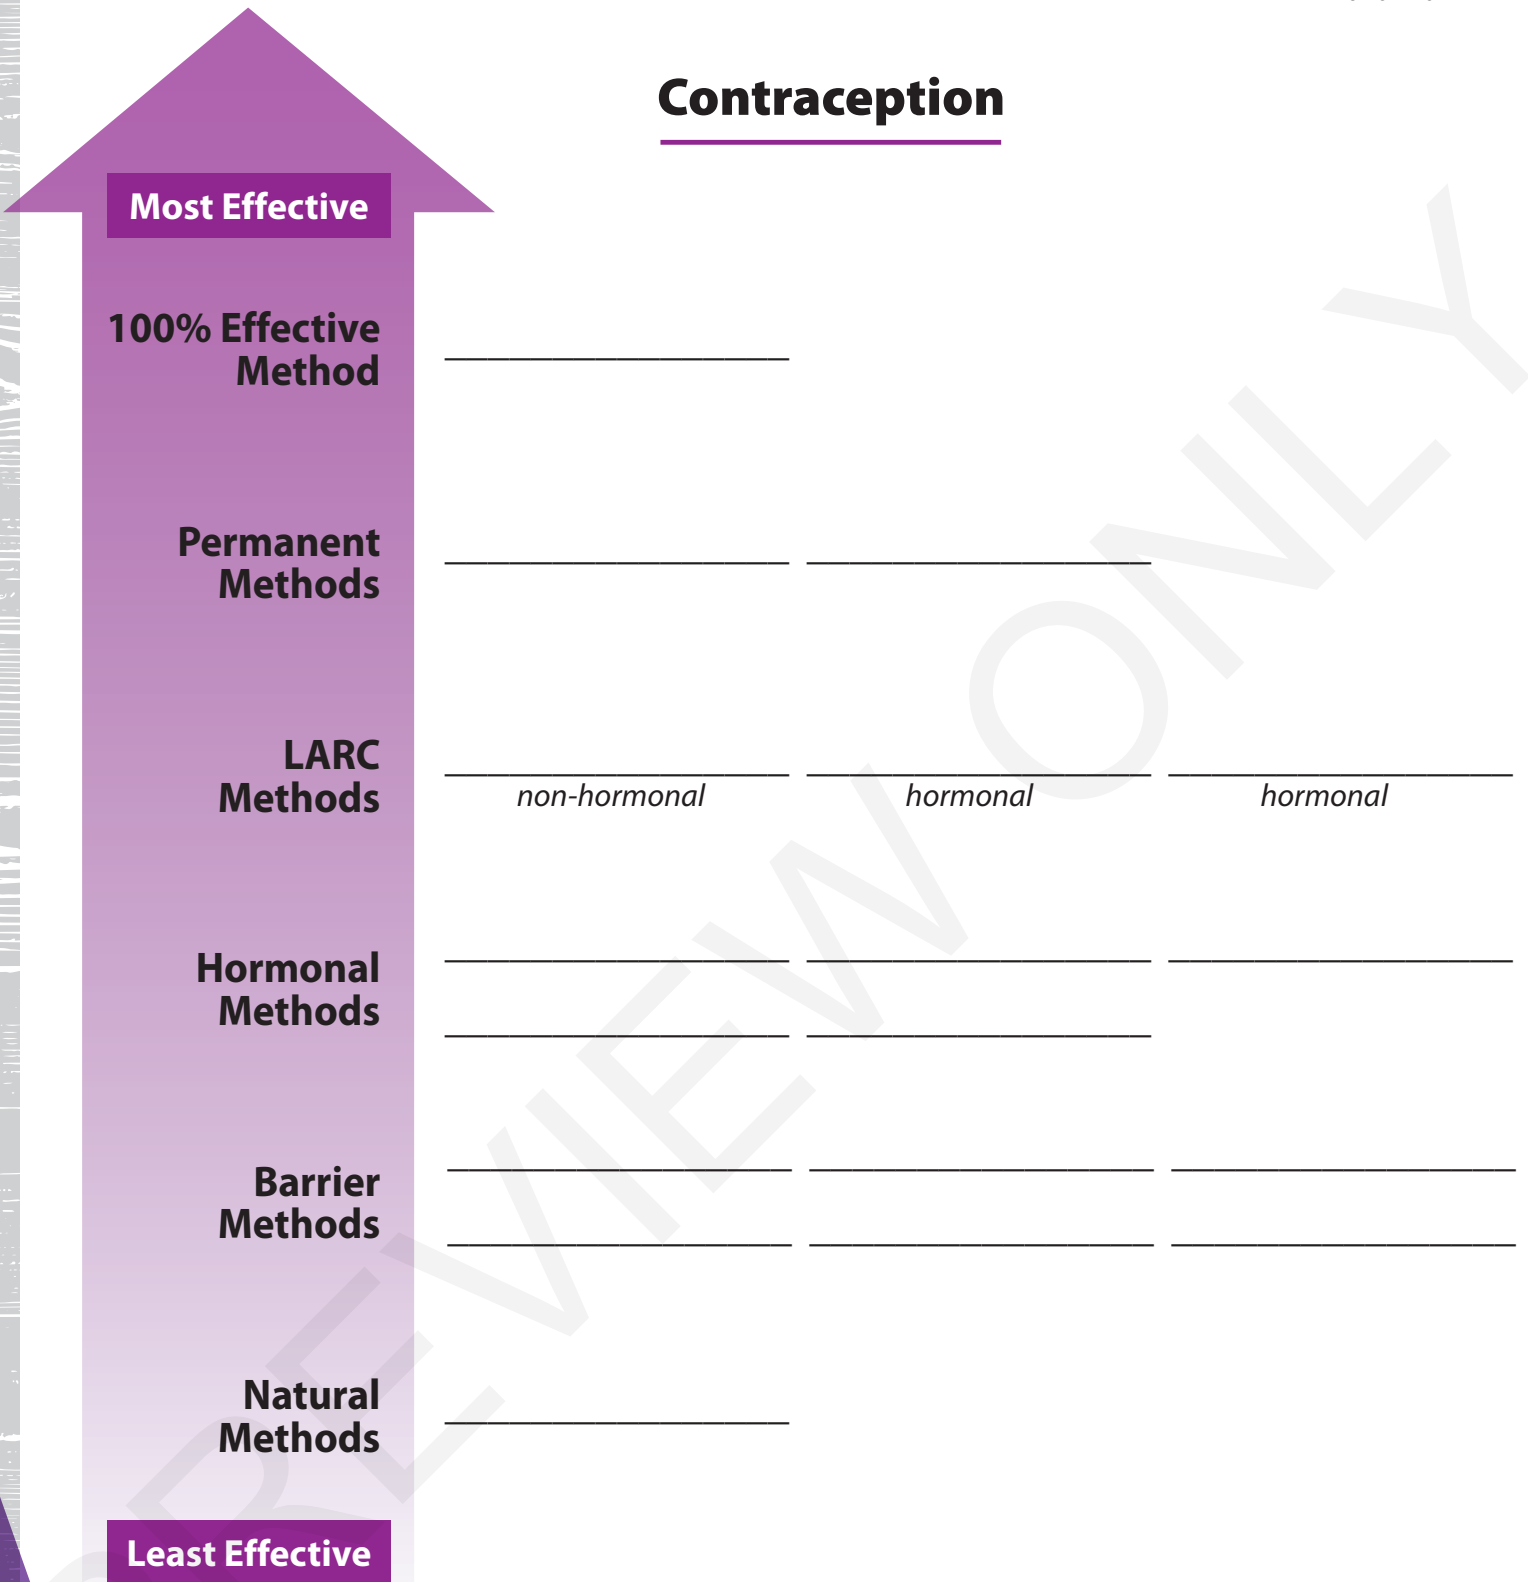 Contraception
Most Effective
100% Effective
Method
Permanent
Methods
LARC
Methods
non-hormonal hormonal hormonal
Hormonal
Methods
Barrier
Methods
Natural
Methods
Least Effective
PREVIEW ONLY